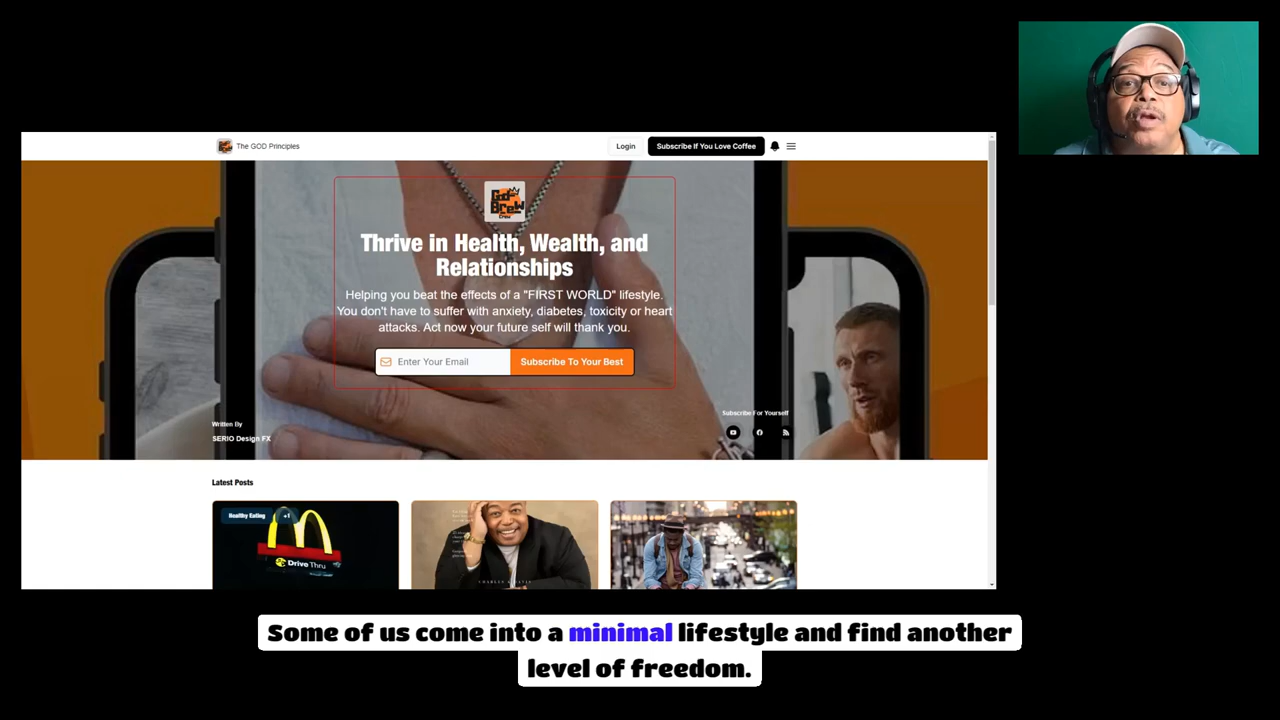 The GOD Principles
Login
Subscribe If You Love Coffee
God
Brew
Crew
Thrive in Health, Wealth, and
Relationships
Helping you beat the effects of a "FIRST WORLD" lifestyle.
You don't have to suffer with anxiety, diabetes, toxicity or heart
attacks. Act now your future self will thank you.
Enter Your Email
Subscribe To Your Best
Written By
SERIO Design FX
Subscribe For Yourself
Latest Posts
Healthy Eating
+1
Drive Thru
Some of us come into a minimal lifestyle and find another
level of freedom.